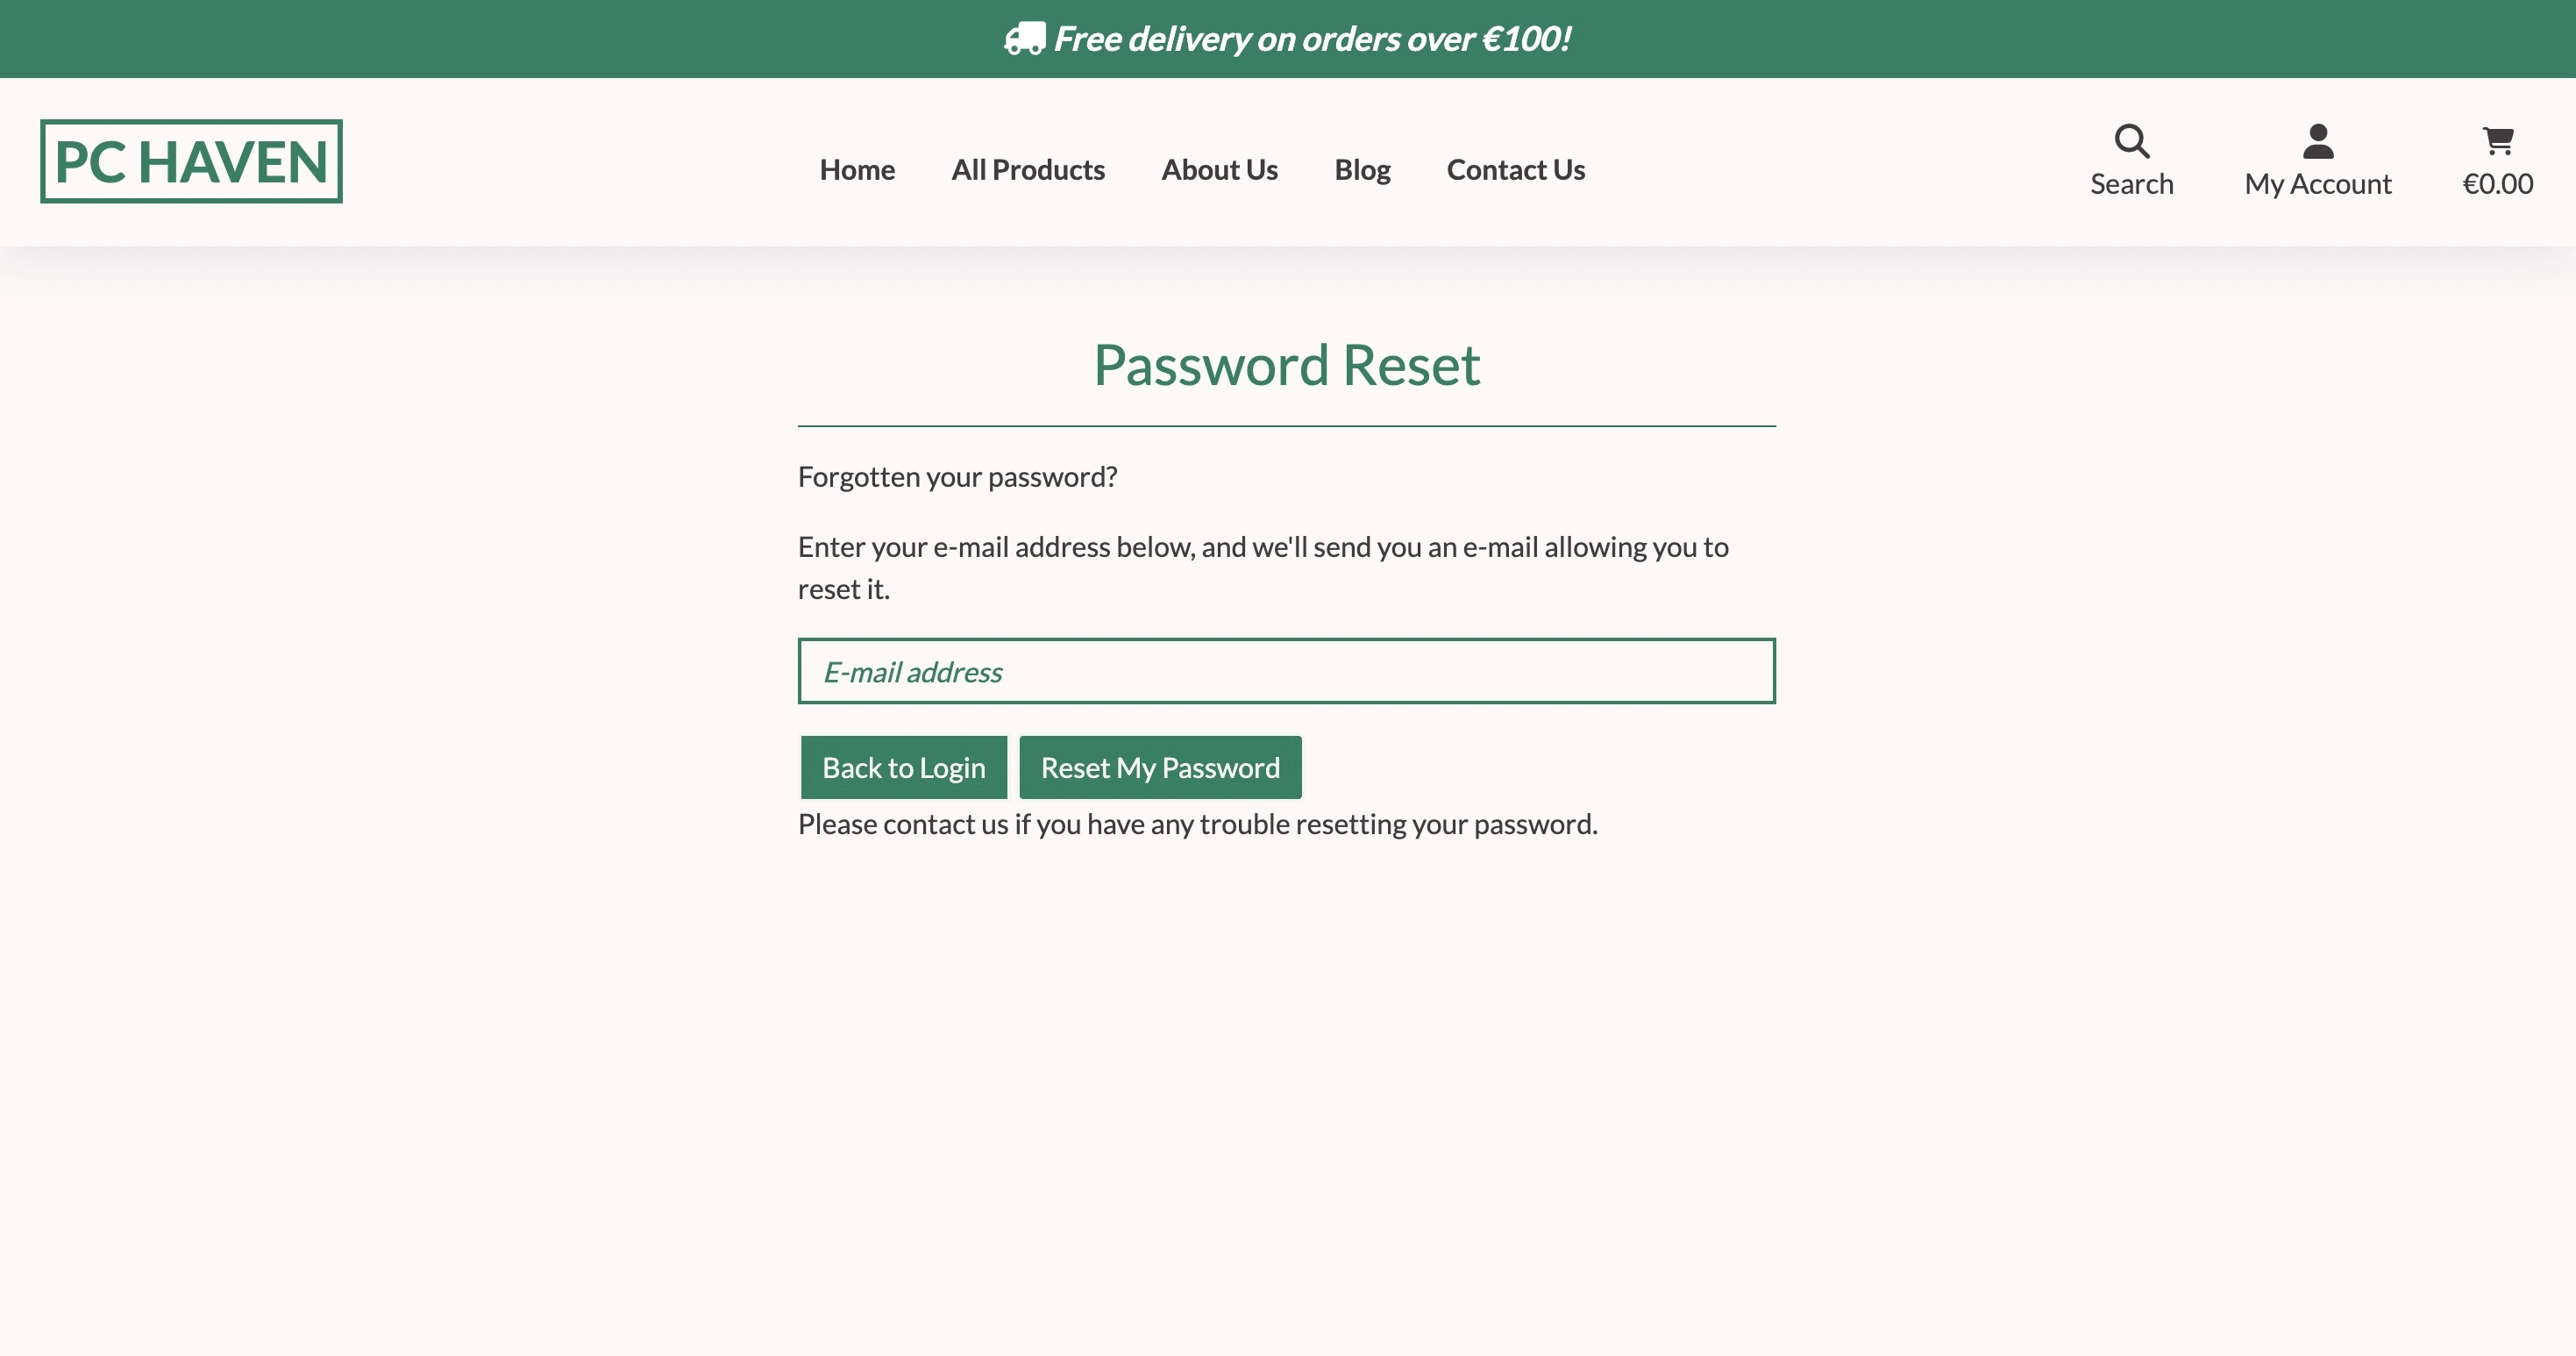 Free delivery on orders over €100!
PC HAVEN
Home All Products About Us Blog Contact Us
Search My Account €0.00
Password Reset
Forgotten your password?
Enter your e-mail address below, and we'll send you an e-mail allowing you to
reset it.
E-mail address
Back to Login Reset My Password
Please contact us if you have any trouble resetting your password.